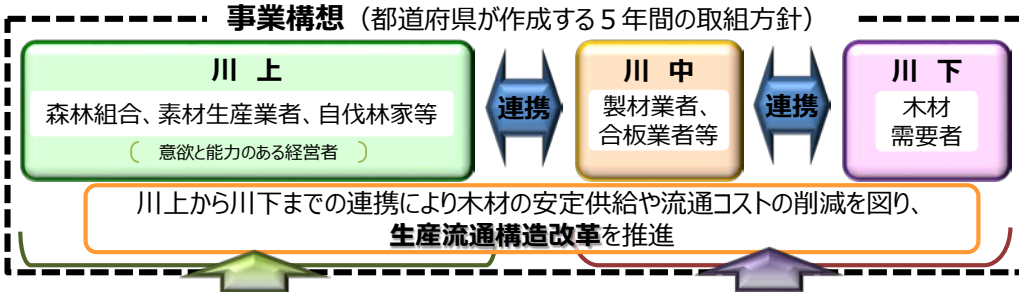 事業構想（都道府県が作成する５年間の取組方針）
川 上
森林組合、素材生産業者、自伐林家等
（ 意欲と能力のある経営者 ）
連携
川 中
製材業者、
合板業者等
連携
川 下
木材
需要者
川上から川下までの連携により木材の安定供給や流通コストの削減を図り、
生産流通構造改革を推進